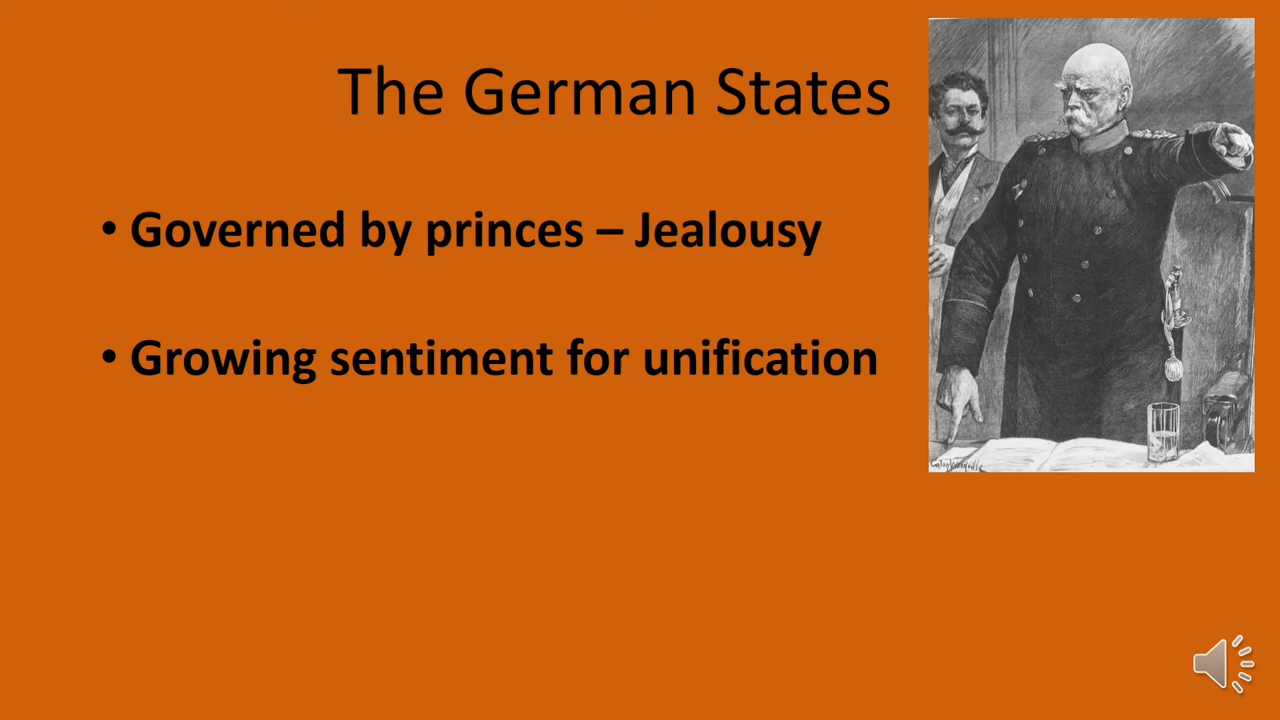 The German States
• Governed by princes – Jealousy
• Growing sentiment for unification